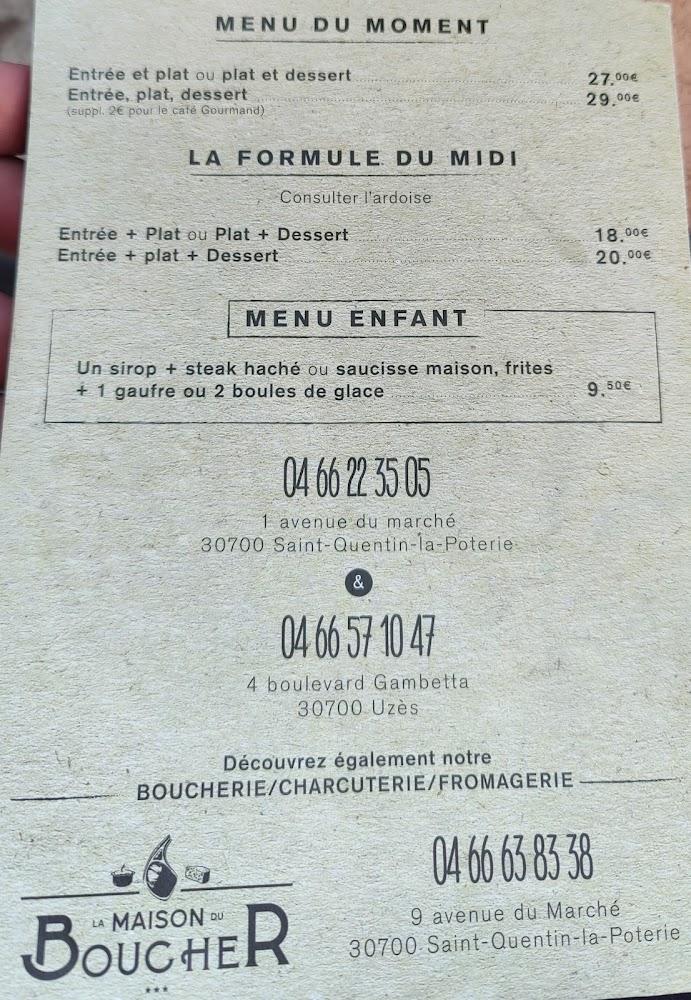 MENU DU MOMENT
Entrée et plat ou plat et dessert 27.00€
Entrée, plat, dessert 29.00€
(suppl. 2€ pour le café Gourmand)
LA FORMULE DU MIDI
Consulter l'ardoise
Entrée + Plat ou Plat + Dessert 18.00€
Entrée + plat + Dessert 20.00€
MENU ENFANT
Un sirop + steak haché ou saucisse maison, frites
+ 1 gaufre ou 2 boules de glace 9.50€
04 66 22 35 05
1 avenue du marché
30700 Saint-Quentin-la-Poterie
&
04 66 57 10 47
4 boulevard Gambetta
30700 Uzès
Découvrez également notre
BOUCHERIE/CHARCUTERIE/FROMAGERIE
LA MAISON DU
BOUCHER
04 66 63 83 38
9 avenue du Marché
30700 Saint-Quentin-la-Poterie